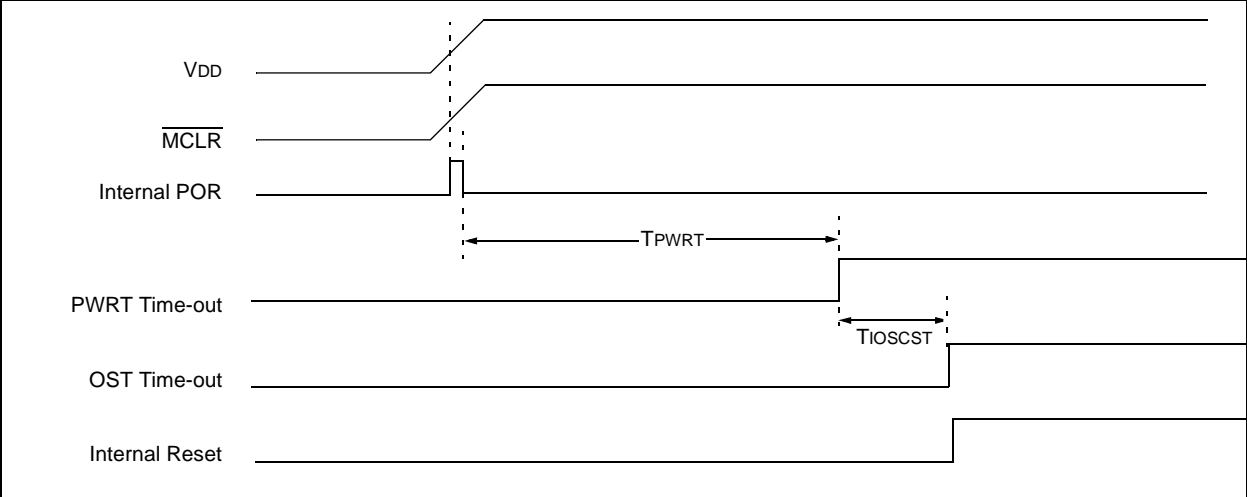 VDD
MCLR
Internal POR
TPWRT
PWRT Time-out
TIOSCST
OST Time-out
Internal Reset